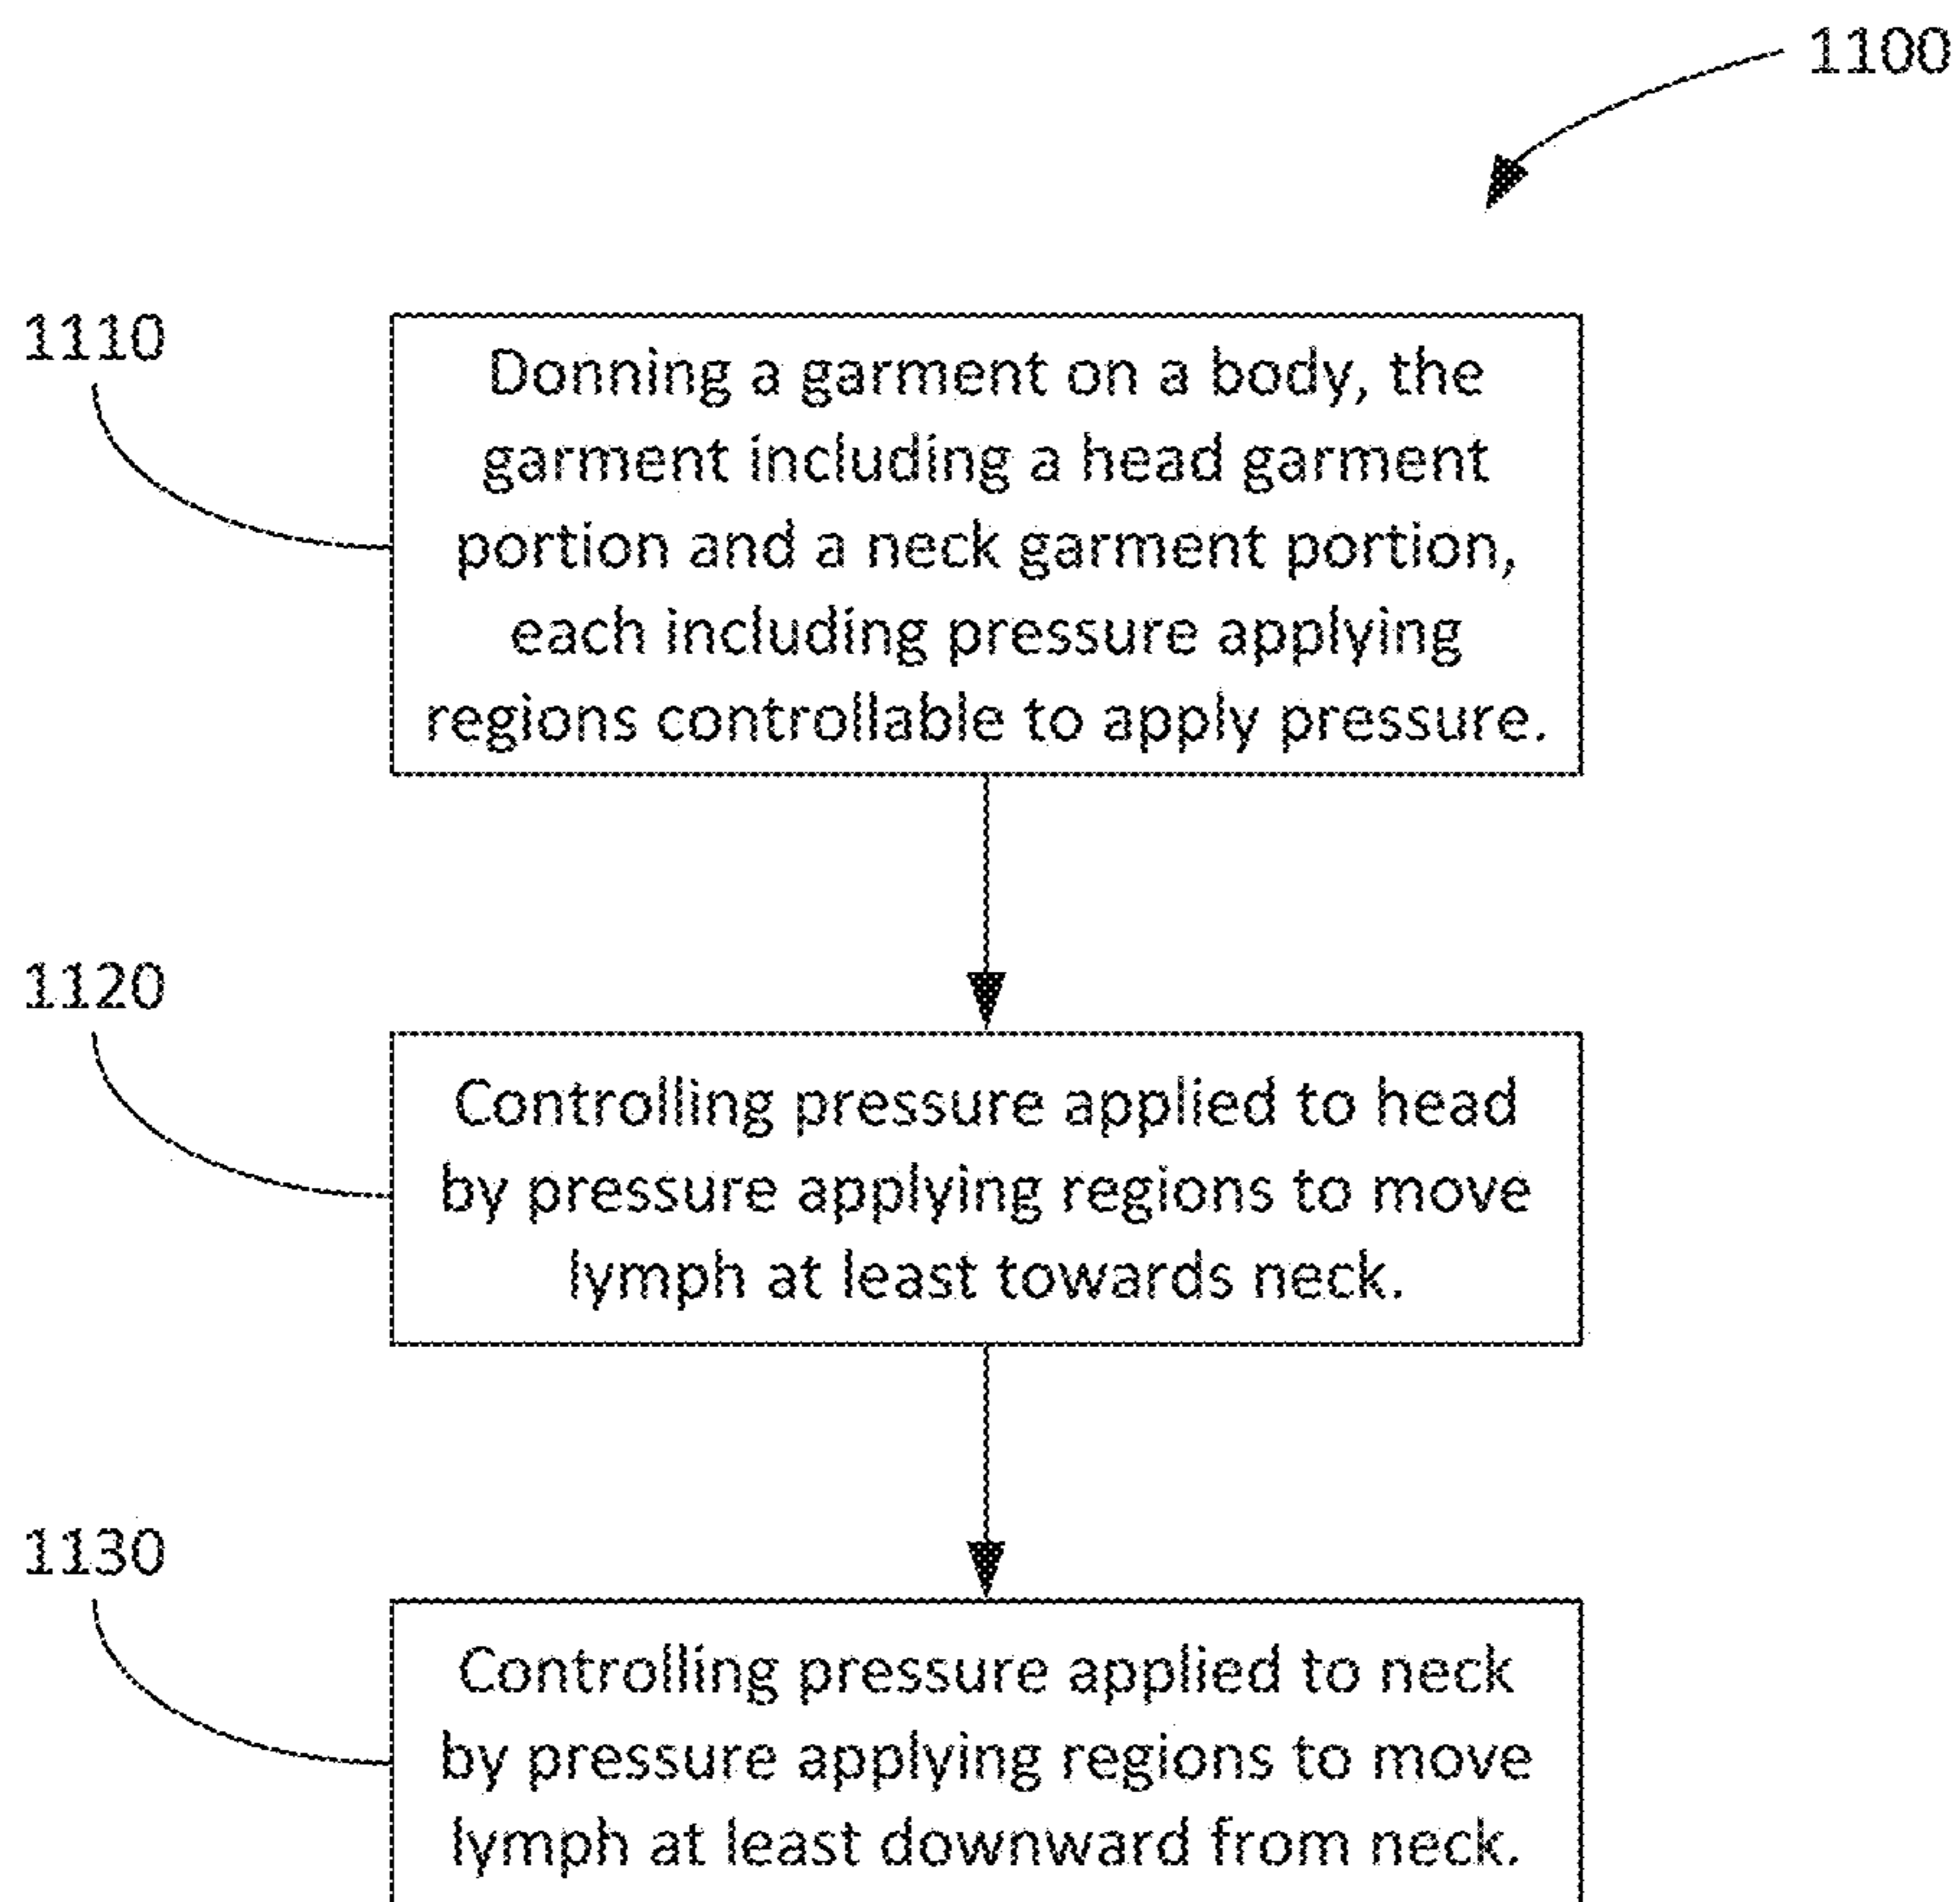 1100
1110
Donning a garment on a body, the
garment including a head garment
portion and a neck garment portion,
each including pressure applying
regions controllable to apply pressure.
1120
Controlling pressure applied to head
by pressure applying regions to move
lymph at least towards neck.
1130
Controlling pressure applied to neck
by pressure applying regions to move
lymph at least downward from neck.